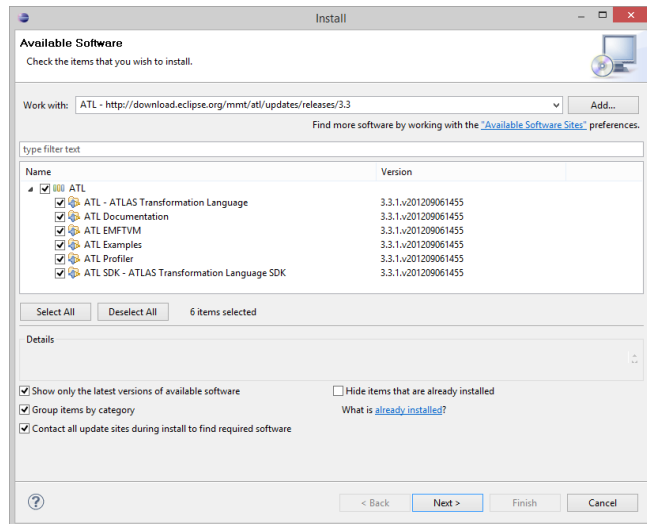 Install
Available Software
Check the items that you wish to install.
Work with: ATL - http://download.eclipse.org/mmt/atl/updates/releases/3.3 Add...
Find more software by working with the "Available Software Sites" preferences.
type filter text
Name Version
ATL
ATL - ATLAS Transformation Language 3.3.1.v201209061455
ATL Documentation 3.3.1.v201209061455
ATL EMFTVM 3.3.1.v201209061455
ATL Examples 3.3.1.v201209061455
ATL Profiler 3.3.1.v201209061455
ATL SDK - ATLAS Transformation Language SDK 3.3.1.v201209061455
Select All Deselect All 6 items selected
Details
Show only the latest versions of available software Hide items that are already installed
Group items by category What is already installed?
Contact all update sites during install to find required software
? < Back Next > Finish Cancel